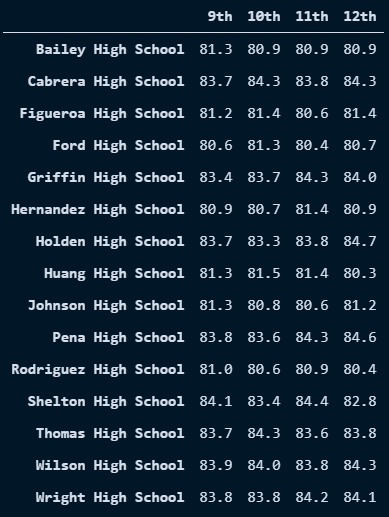 9th 10th 11th 12th
Bailey High School 81.3 80.9 80.9 80.9
Cabrera High School 83.7 84.3 83.8 84.3
Figueroa High School 81.2 81.4 80.6 81.4
Ford High School 80.6 81.3 80.4 80.7
Griffin High School 83.4 83.7 84.3 84.0
Hernandez High School 80.9 80.7 81.4 80.9
Holden High School 83.7 83.3 83.8 84.7
Huang High School 81.3 81.5 81.4 80.3
Johnson High School 81.3 80.8 80.6 81.2
Pena High School 83.8 83.6 84.3 84.6
Rodriguez High School 81.0 80.6 80.9 80.4
Shelton High School 84.1 83.4 84.4 82.8
Thomas High School 83.7 84.3 83.6 83.8
Wilson High School 83.9 84.0 83.8 84.3
Wright High School 83.8 83.8 84.2 84.1